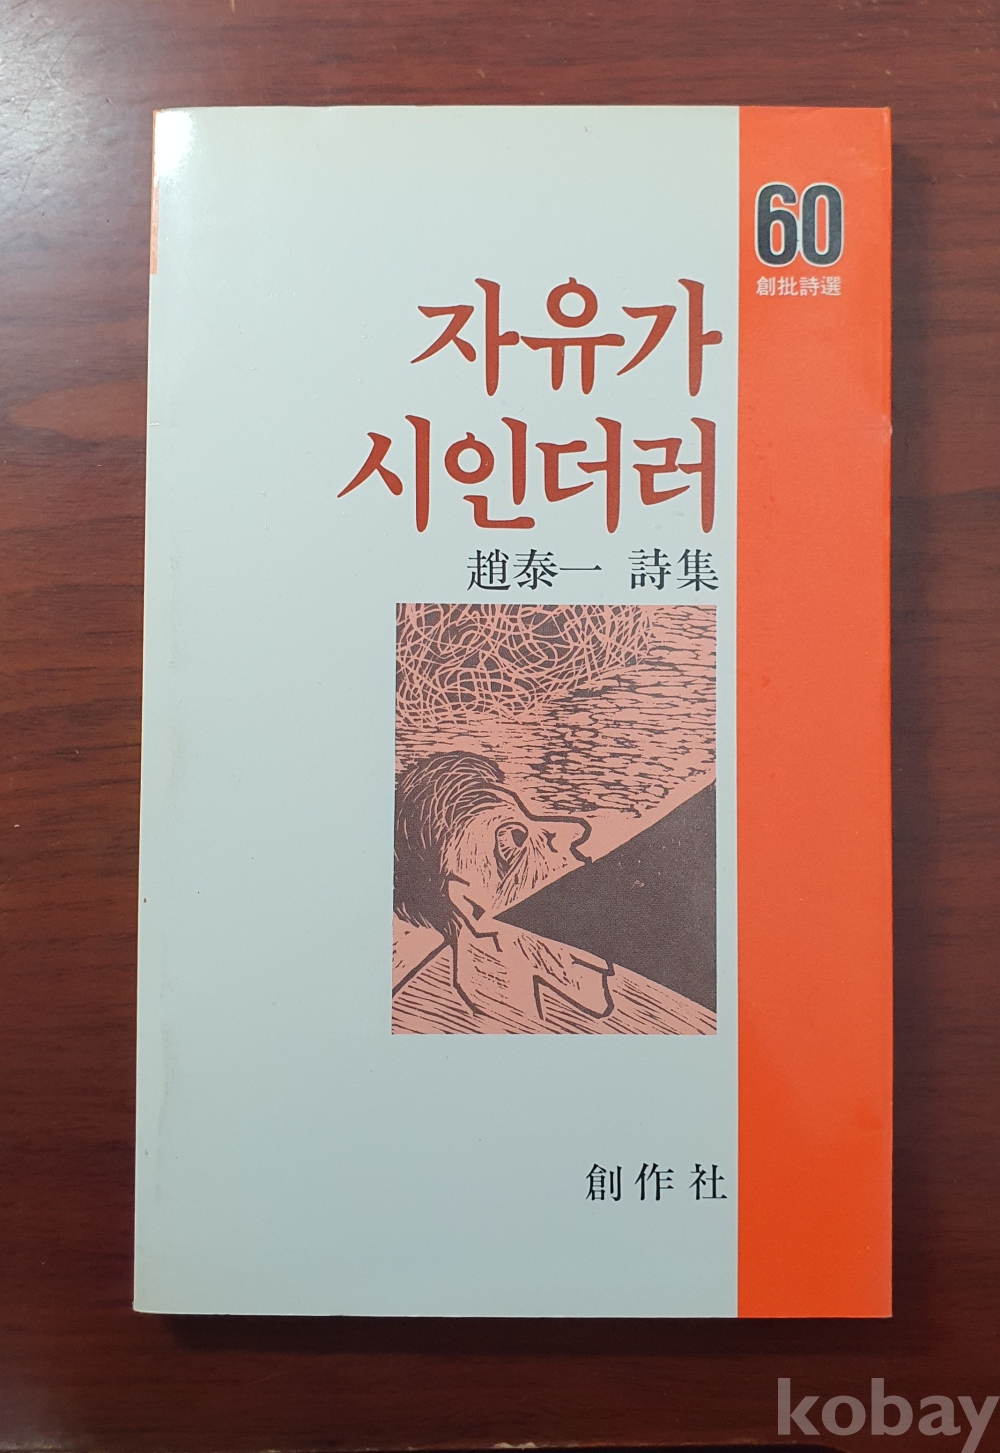 60
創批詩選
자유가
시인더러
趙泰一 詩集
創作社
kobay